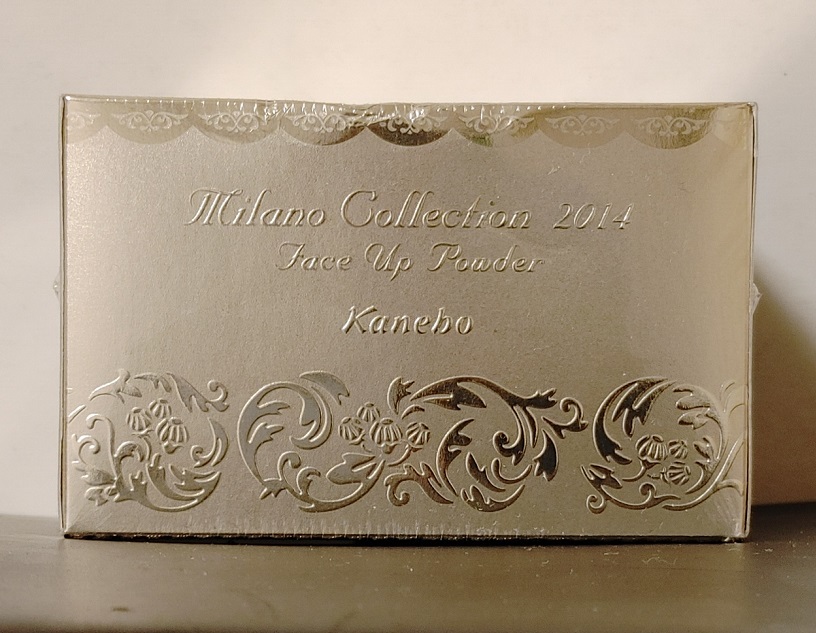 Milano Collection 2014
Face Up Powder
Kanebo